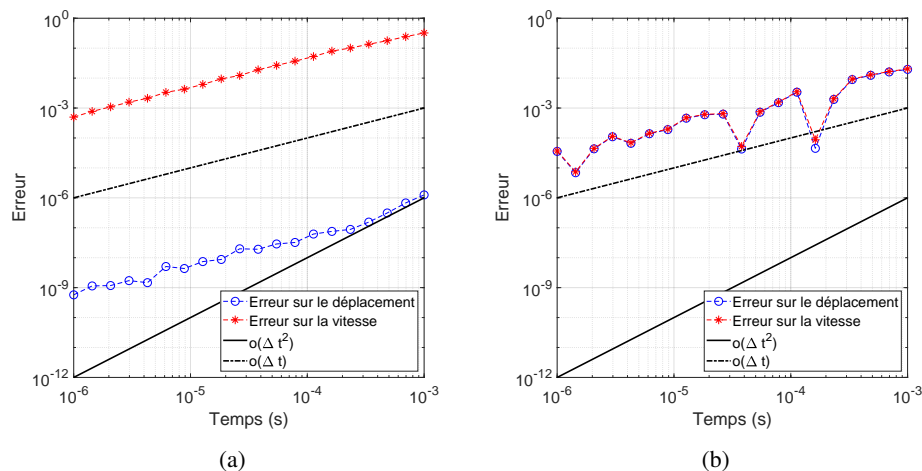 10^0
10^-3
10^-6
10^-9
10^-12
Erreur
10^-6
10^-5
10^-4
10^-3
Temps (s)
Erreur sur le déplacement
Erreur sur la vitesse
o(Δ t^2)
o(Δ t)
(a)
10^0
10^-3
10^-6
10^-9
10^-12
Erreur
10^-6
10^-5
10^-4
10^-3
Temps (s)
Erreur sur le déplacement
Erreur sur la vitesse
o(Δ t^2)
o(Δ t)
(b)